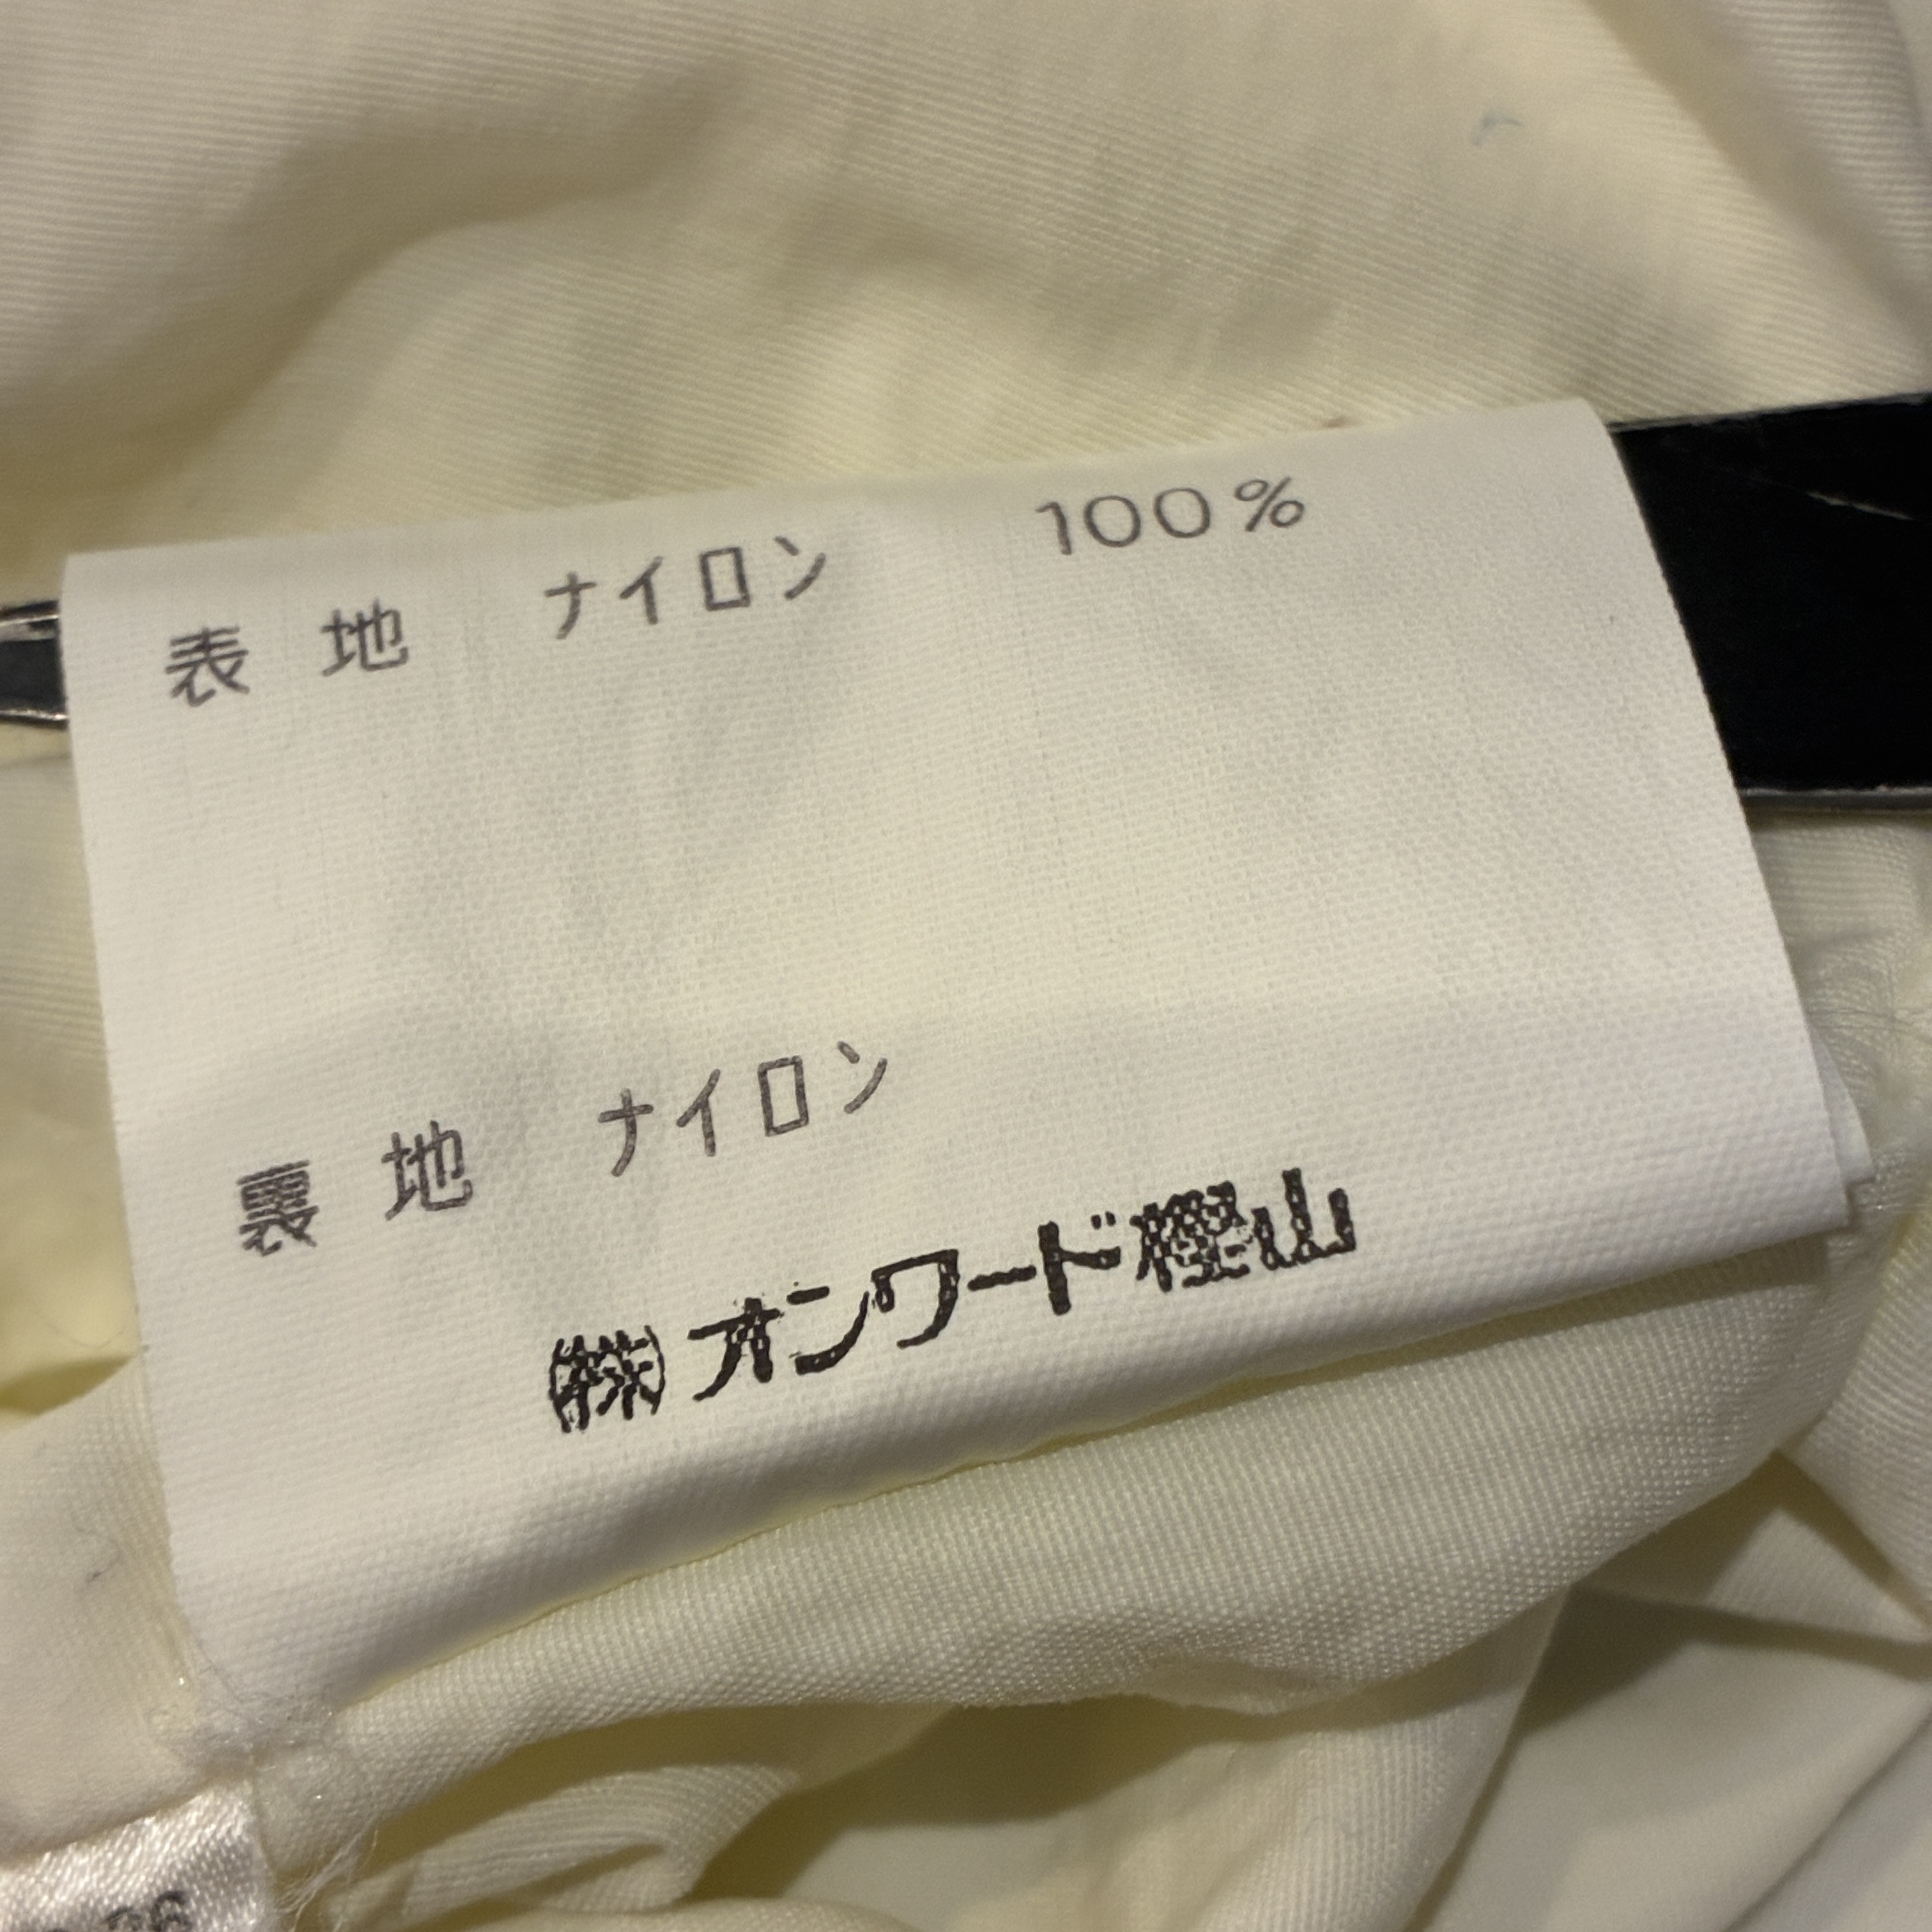 表地 ナイロン 100%
裏地 ナイロン
㈱オンワード樫山